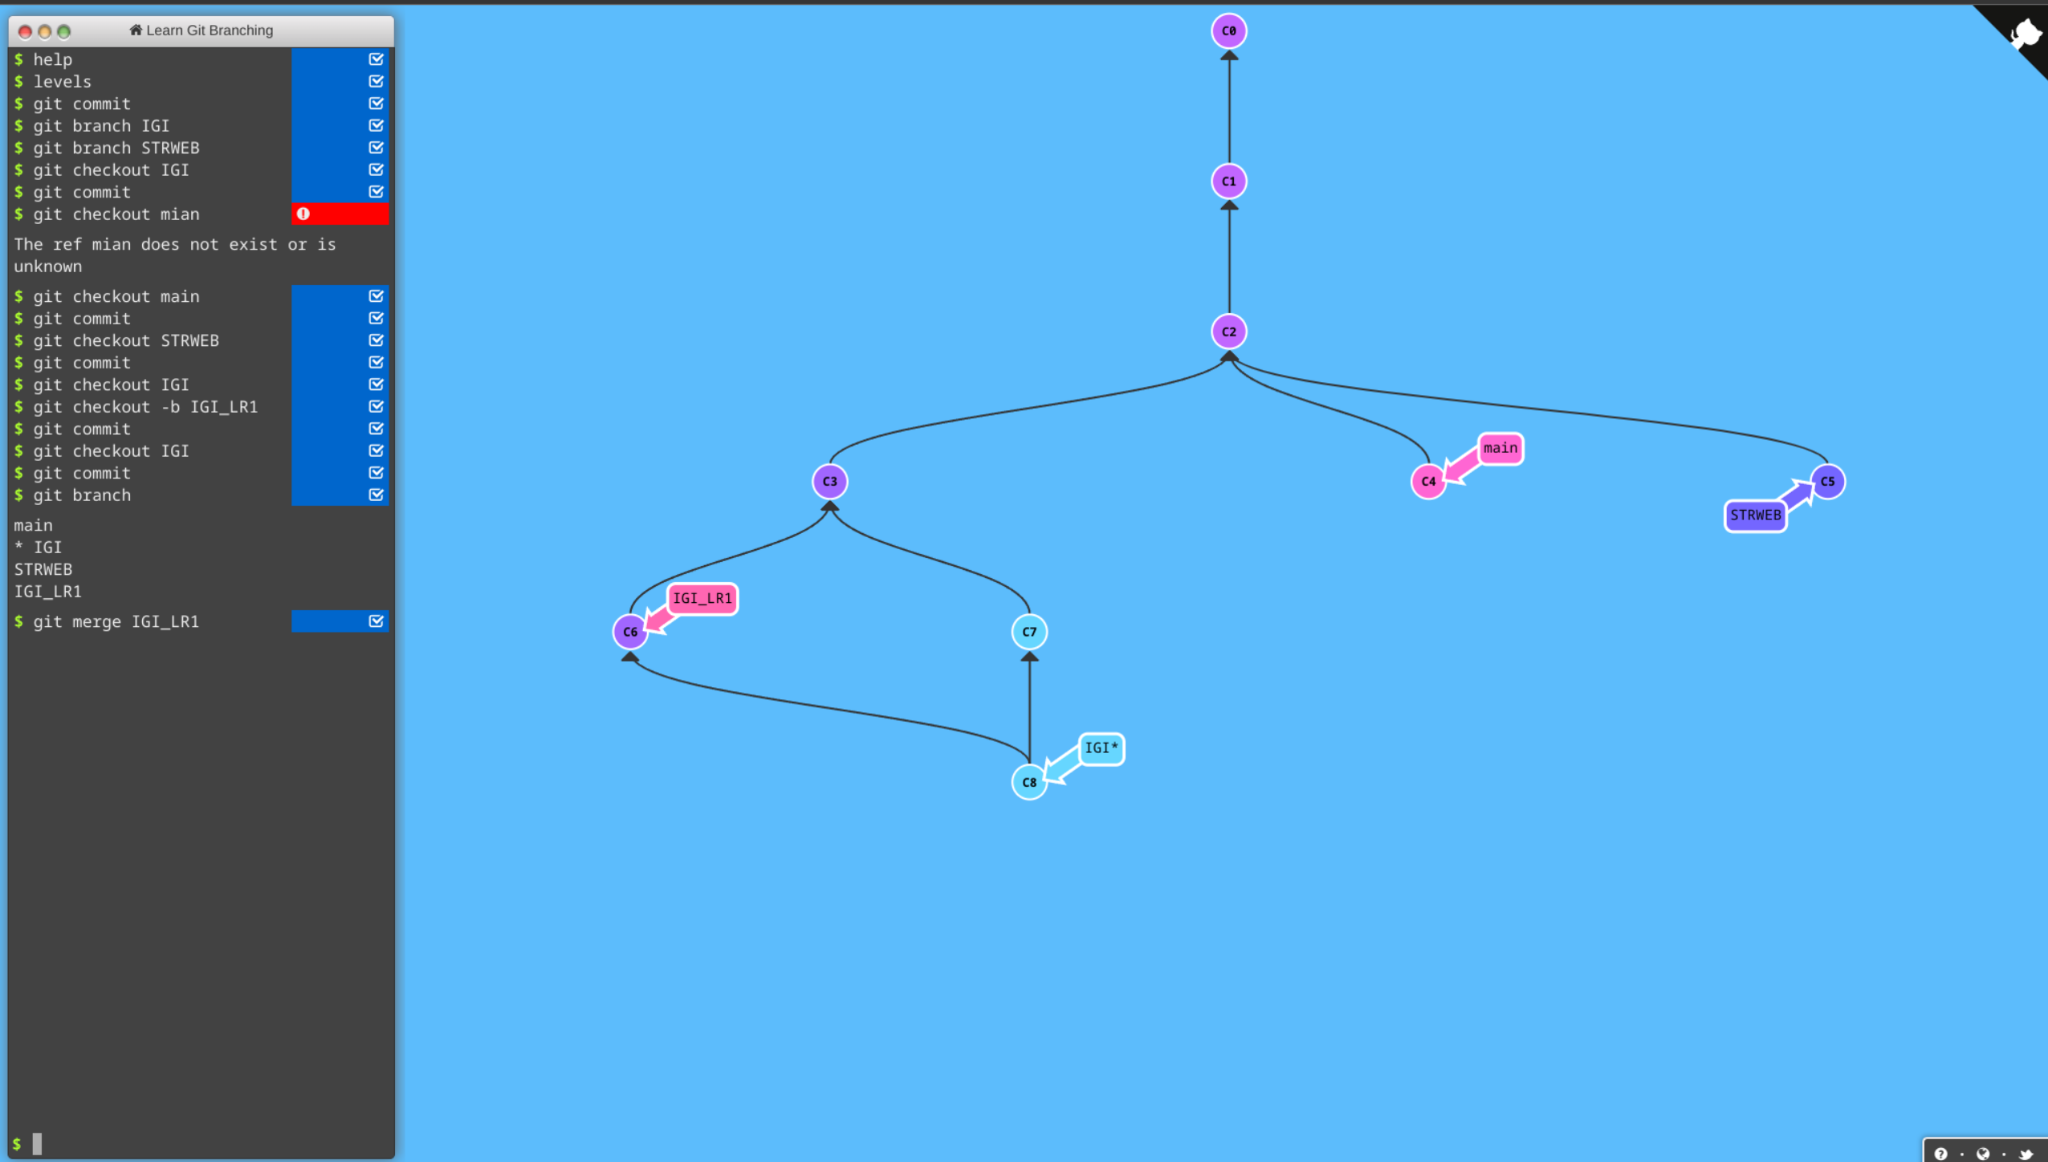 Learn Git Branching
$ help
$ levels
$ git commit
$ git branch IGI
$ git branch STRWEB
$ git checkout IGI
$ git commit
$ git checkout mian
The ref mian does not exist or is
unknown
$ git checkout main
$ git commit
$ git checkout STRWEB
$ git commit
$ git checkout IGI
$ git checkout -b IGI_LR1
$ git commit
$ git checkout IGI
$ git commit
$ git branch
main
* IGI
STRWEB
IGI_LR1
$ git merge IGI_LR1
$
C0
C1
C2
C3
C4
main
C5
STRWEB
C6
IGI_LR1
C7
C8
IGI*